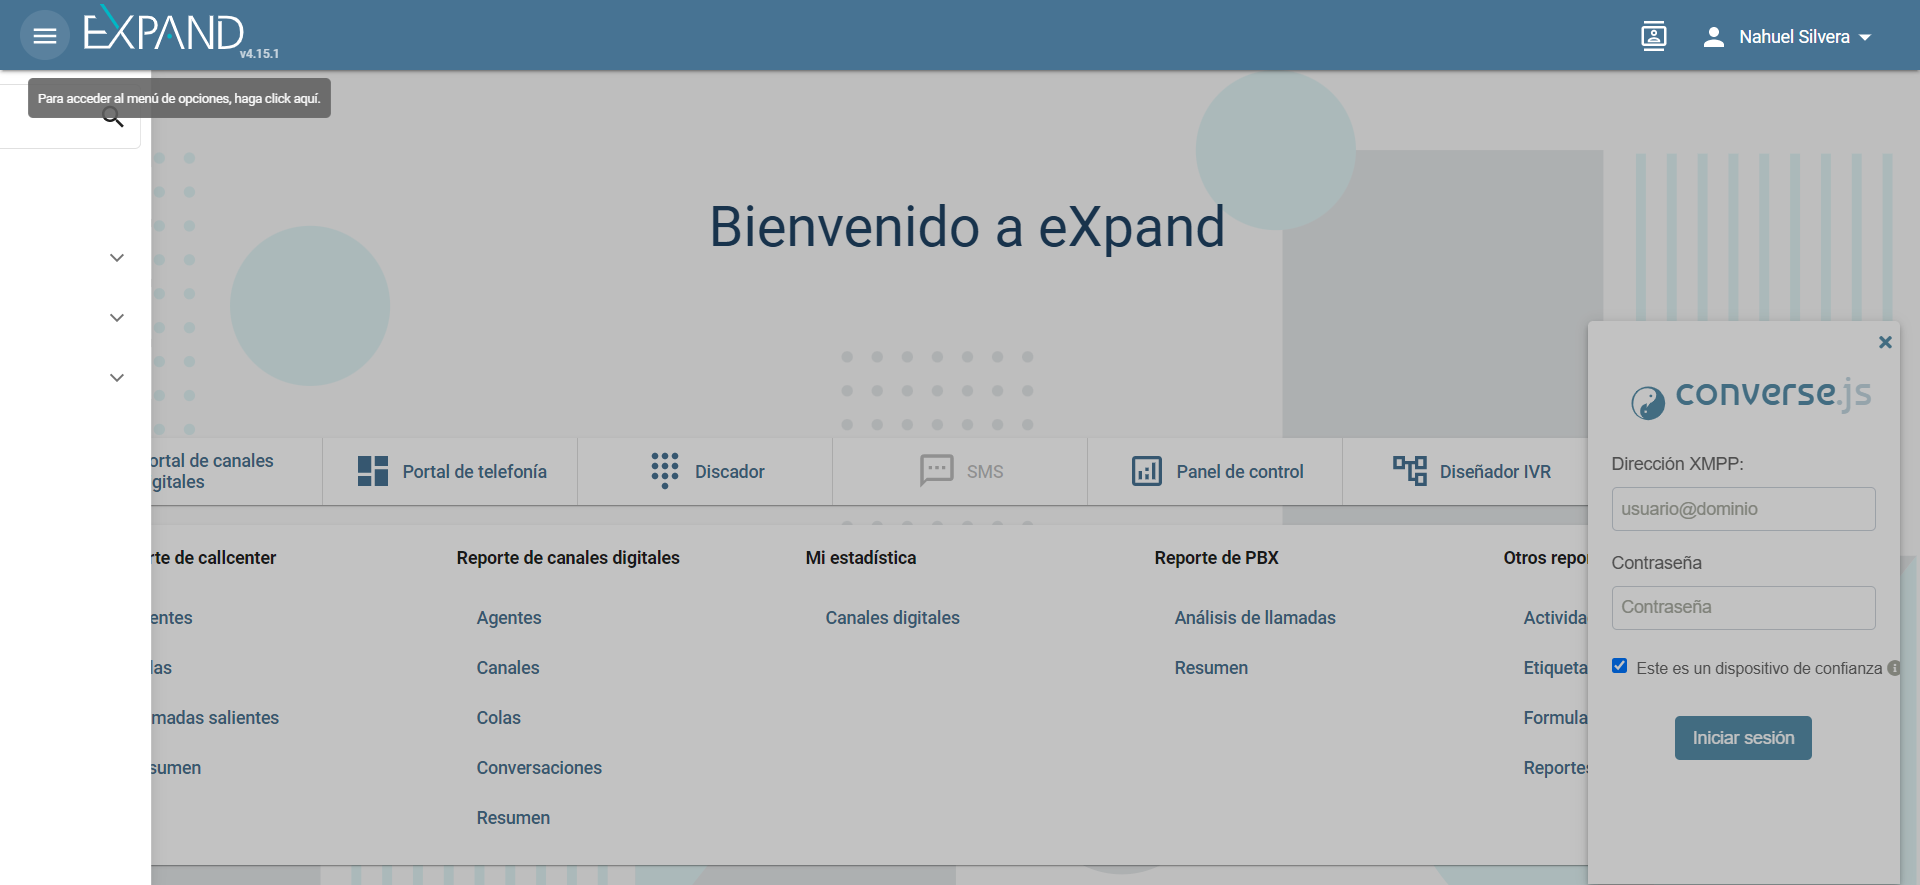 EXPAND
v4.15.1
Nahuel Silvera
Para acceder al menú de opciones, haga click aquí.
Bienvenido a eXpand
ortal de canales
gitales
Portal de telefonía
Discador
SMS
Panel de control
Diseñador IVR
rte de callcenter
entes
las
madas salientes
sumen
Reporte de canales digitales
Agentes
Canales
Colas
Conversaciones
Resumen
Mi estadística
Canales digitales
Reporte de PBX
Análisis de llamadas
Resumen
Otros repo
Activida
Etiqueta
Formula
Reportes
converse.js
Dirección XMPP:
usuario@dominio
Contraseña
Contraseña
Este es un dispositivo de confianza
Iniciar sesión